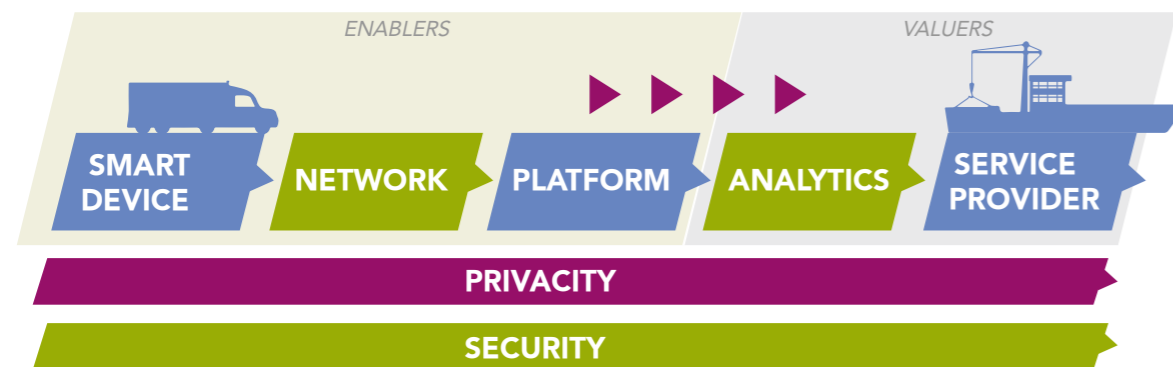 ENABLERS
VALUERS
SMART
DEVICE
NETWORK
PLATFORM
ANALYTICS
SERVICE
PROVIDER
PRIVACITY
SECURITY